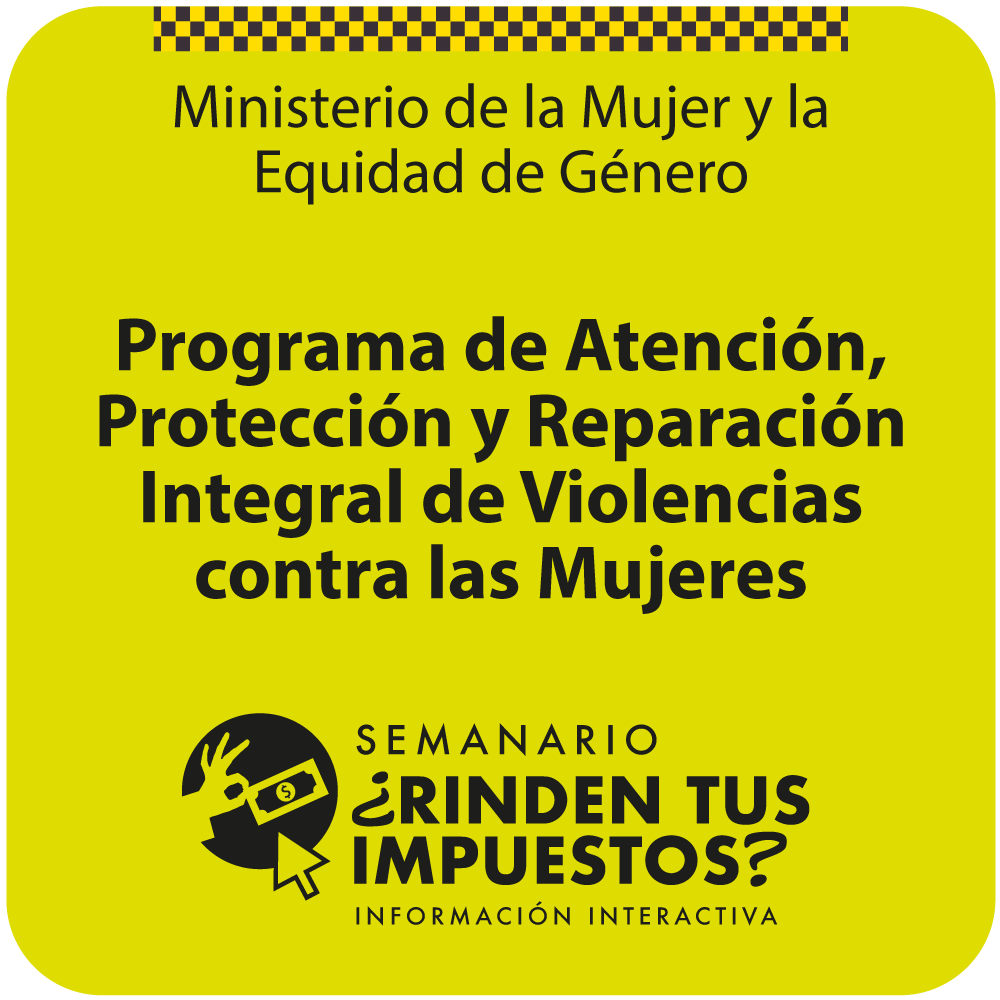 Ministerio de la Mujer y la
Equidad de Género
Programa de Atención,
Protección y Reparación
Integral de Violencias
contra las Mujeres
SEMANARIO
¿RINDEN TUS
IMPUESTOS?
INFORMACIÓN INTERACTIVA
$